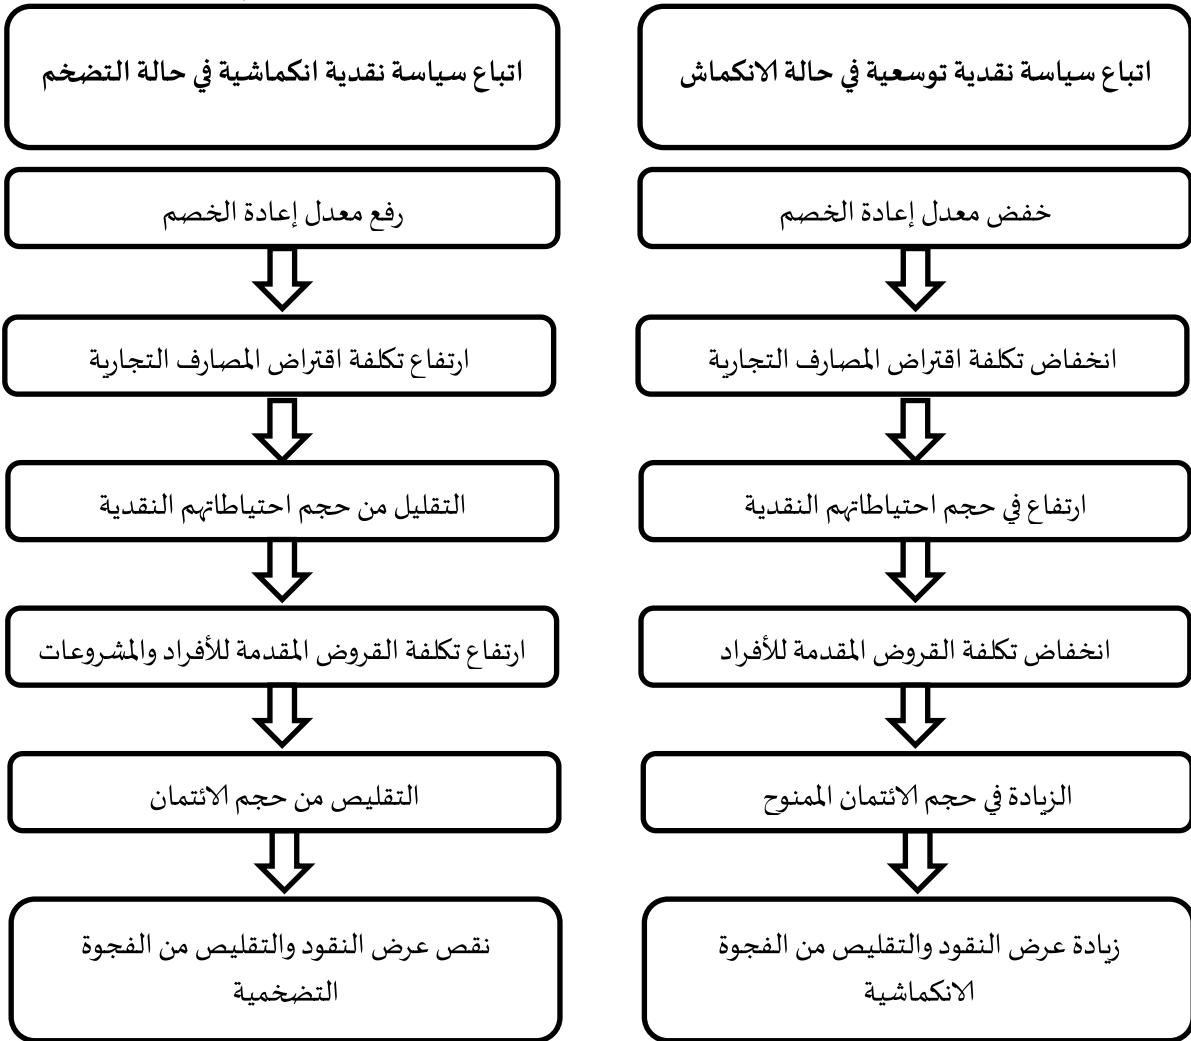 اتباع سياسة نقدية توسعية في حالة الانكماش
خفض معدل إعادة الخصم
انخفاض تكلفة اقتراض المصارف التجارية
ارتفاع في حجم احتياطاتهم النقدية
انخفاض تكلفة القروض المقدمة للأفراد
الزيادة في حجم الائتمان الممنوح
زيادة عرض النقود والتقليص من الفجوة
الانكماشية
اتباع سياسة نقدية انكماشية في حالة التضخم
رفع معدل إعادة الخصم
ارتفاع تكلفة اقتراض المصارف التجارية
التقليل من حجم احتياطاتهم النقدية
ارتفاع تكلفة القروض المقدمة للأفراد والمشروعات
التقليص من حجم الائتمان
نقص عرض النقود والتقليص من الفجوة
التضخمية